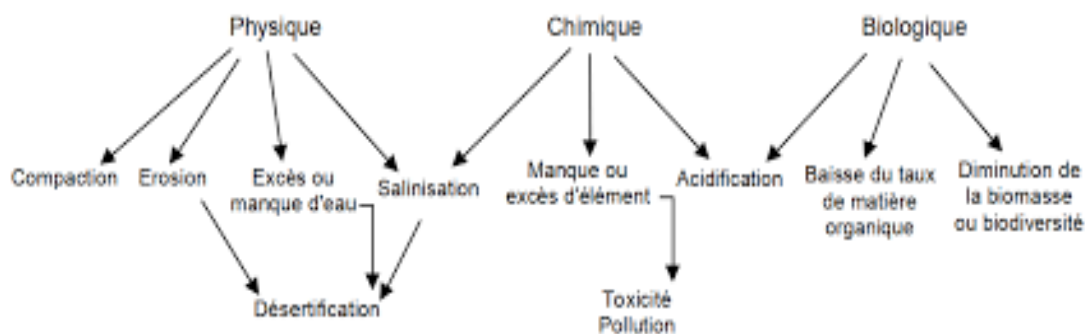 Physique
Chimique
Biologique
Compaction
Erosion
Excès ou
manque d'eau
Salinisation
Manque ou
excès d'élément
Acidification
Baisse du taux
de matière
organique
Diminution de
la biomasse
ou biodiversité
Désertification
Toxicité
Pollution